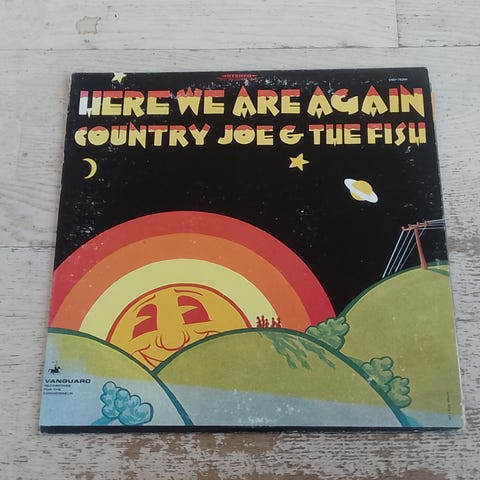 STEREO
HERE WE ARE AGAIN
COUNTRY JOE & THE FISH
VANGUARD
RECORDINGS
FOR THE
CONNOISSEUR